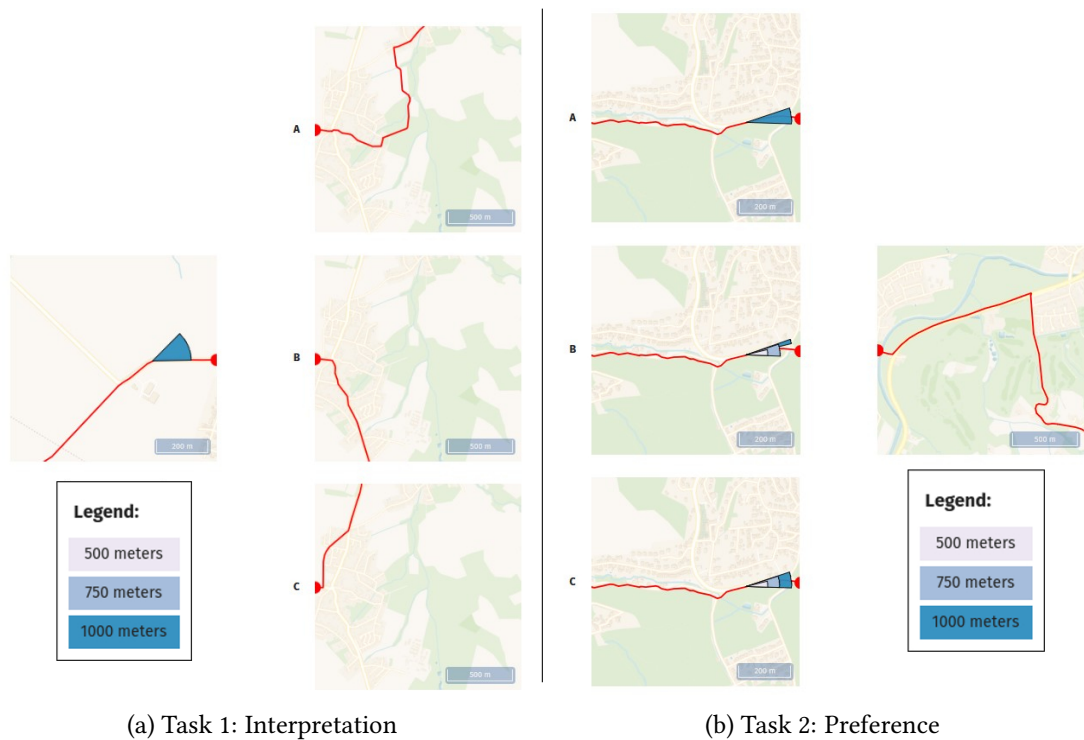 A
500 m
B
500 m
C
500 m
200 m
Legend:
500 meters
750 meters
1000 meters
A
200 m
B
200 m
C
200 m
500 m
Legend:
500 meters
750 meters
1000 meters
(a) Task 1: Interpretation
(b) Task 2: Preference